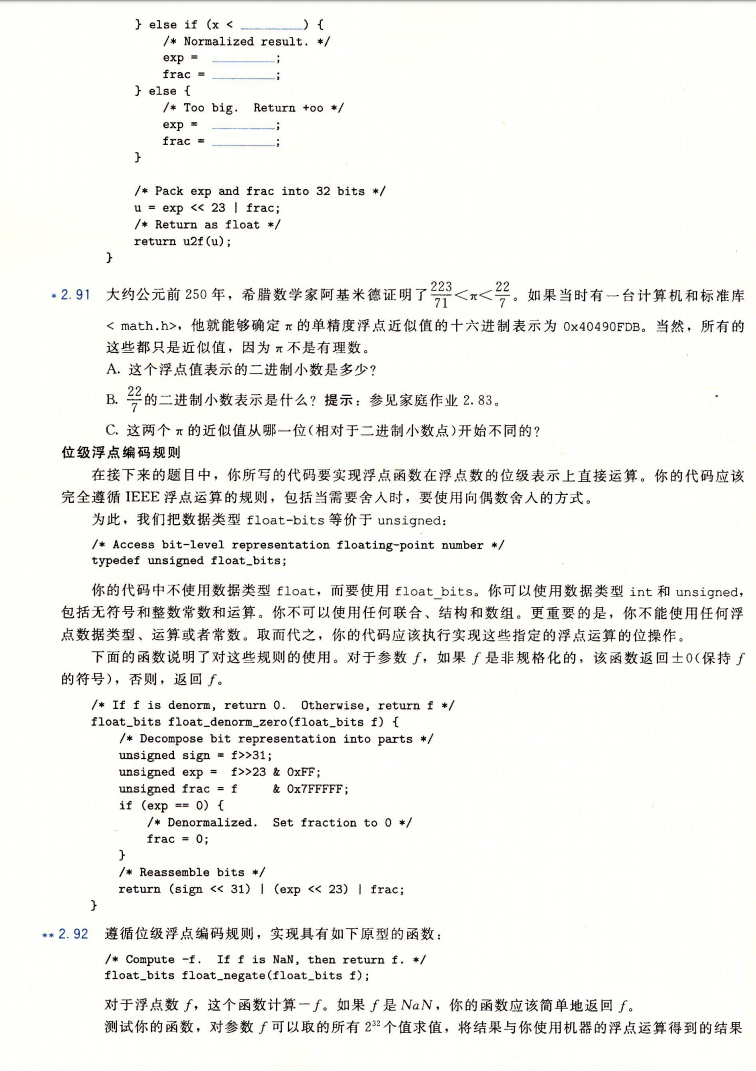 } else if (x < ________) {
/* Normalized result. */
exp = ________;
frac = ________;
} else {
/* Too big. Return +oo */
exp = ________;
frac = ________;
}
/* Pack exp and frac into 32 bits */
u = exp << 23 | frac;
/* Return as float */
return u2f(u);
}
*2.91 大约公元前 250 年，希腊数学家阿基米德证明了 223/71 < π < 22/7。如果当时有一台计算机和标准库
< math.h>，他就能够确定 π 的单精度浮点近似值的十六进制表示为 0x40490FDB。当然，所有的
这些都只是近似值，因为 π 不是有理数。
A. 这个浮点值表示的二进制小数是多少？
B. 22/7 的二进制小数表示是什么？提示：参见家庭作业 2.83。
C. 这两个 π 的近似值从哪一位(相对于二进制小数点)开始不同的？
位级浮点编码规则
在接下来的题目中，你所写的代码要实现浮点函数在浮点数的位级表示上直接运算。你的代码应该
完全遵循 IEEE 浮点运算的规则，包括当需要舍入时，要使用向偶数舍入的方式。
为此，我们把数据类型 float-bits 等价于 unsigned：
/* Access bit-level representation floating-point number */
typedef unsigned float_bits;
你的代码中不使用数据类型 float，而要使用 float_bits。你可以使用数据类型 int 和 unsigned，
包括无符号和整数常数和运算。你不可以使用任何联合、结构和数组。更重要的是，你不能使用任何浮
点数据类型、运算或者常数。取而代之，你的代码应该执行实现这些指定的浮点运算的位操作。
下面的函数说明了对这些规则的使用。对于参数 f，如果 f 是非规格化的，该函数返回±0(保持 f
的符号)，否则，返回 f。
/* If f is denorm, return 0. Otherwise, return f */
float_bits float_denorm_zero(float_bits f) {
/* Decompose bit representation into parts */
unsigned sign = f>>31;
unsigned exp = f>>23 & 0xFF;
unsigned frac = f & 0x7FFFFF;
if (exp == 0) {
/* Denormalized. Set fraction to 0 */
frac = 0;
}
/* Reassemble bits */
return (sign << 31) | (exp << 23) | frac;
}
**2.92 遵循位级浮点编码规则，实现具有如下原型的函数：
/* Compute -f. If f is NaN, then return f. */
float_bits float_negate(float_bits f);
对于浮点数 f，这个函数计算－f。如果 f 是 NaN，你的函数应该简单地返回 f。
测试你的函数，对参数 f 可以取的所有 2³² 个值求值，将结果与你使用机器的浮点运算得到的结果